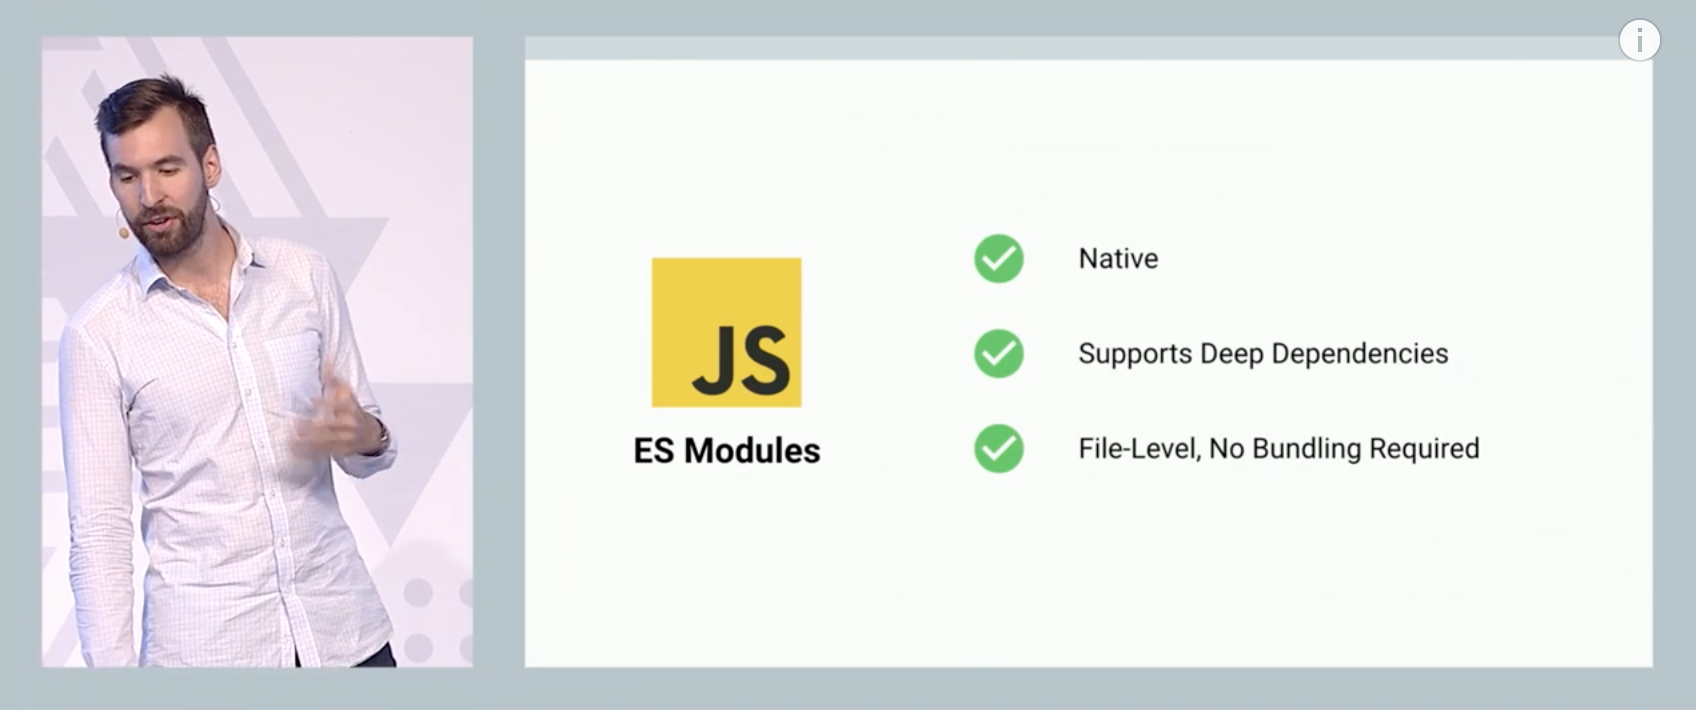 JS
ES Modules
Native
Supports Deep Dependencies
File-Level, No Bundling Required